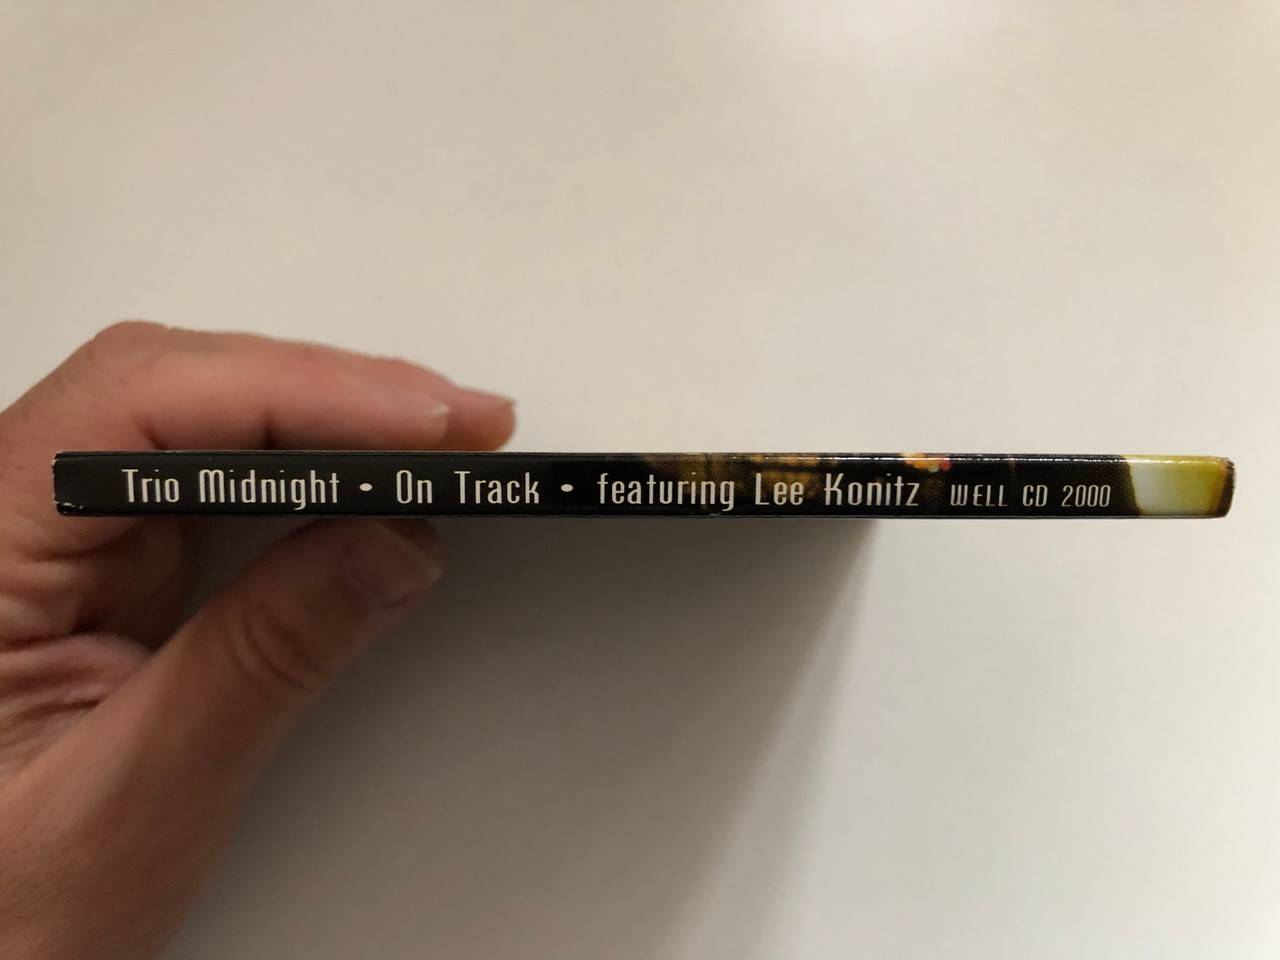 Trio Midnight • On Track • featuring Lee Konitz WELL CD 2000